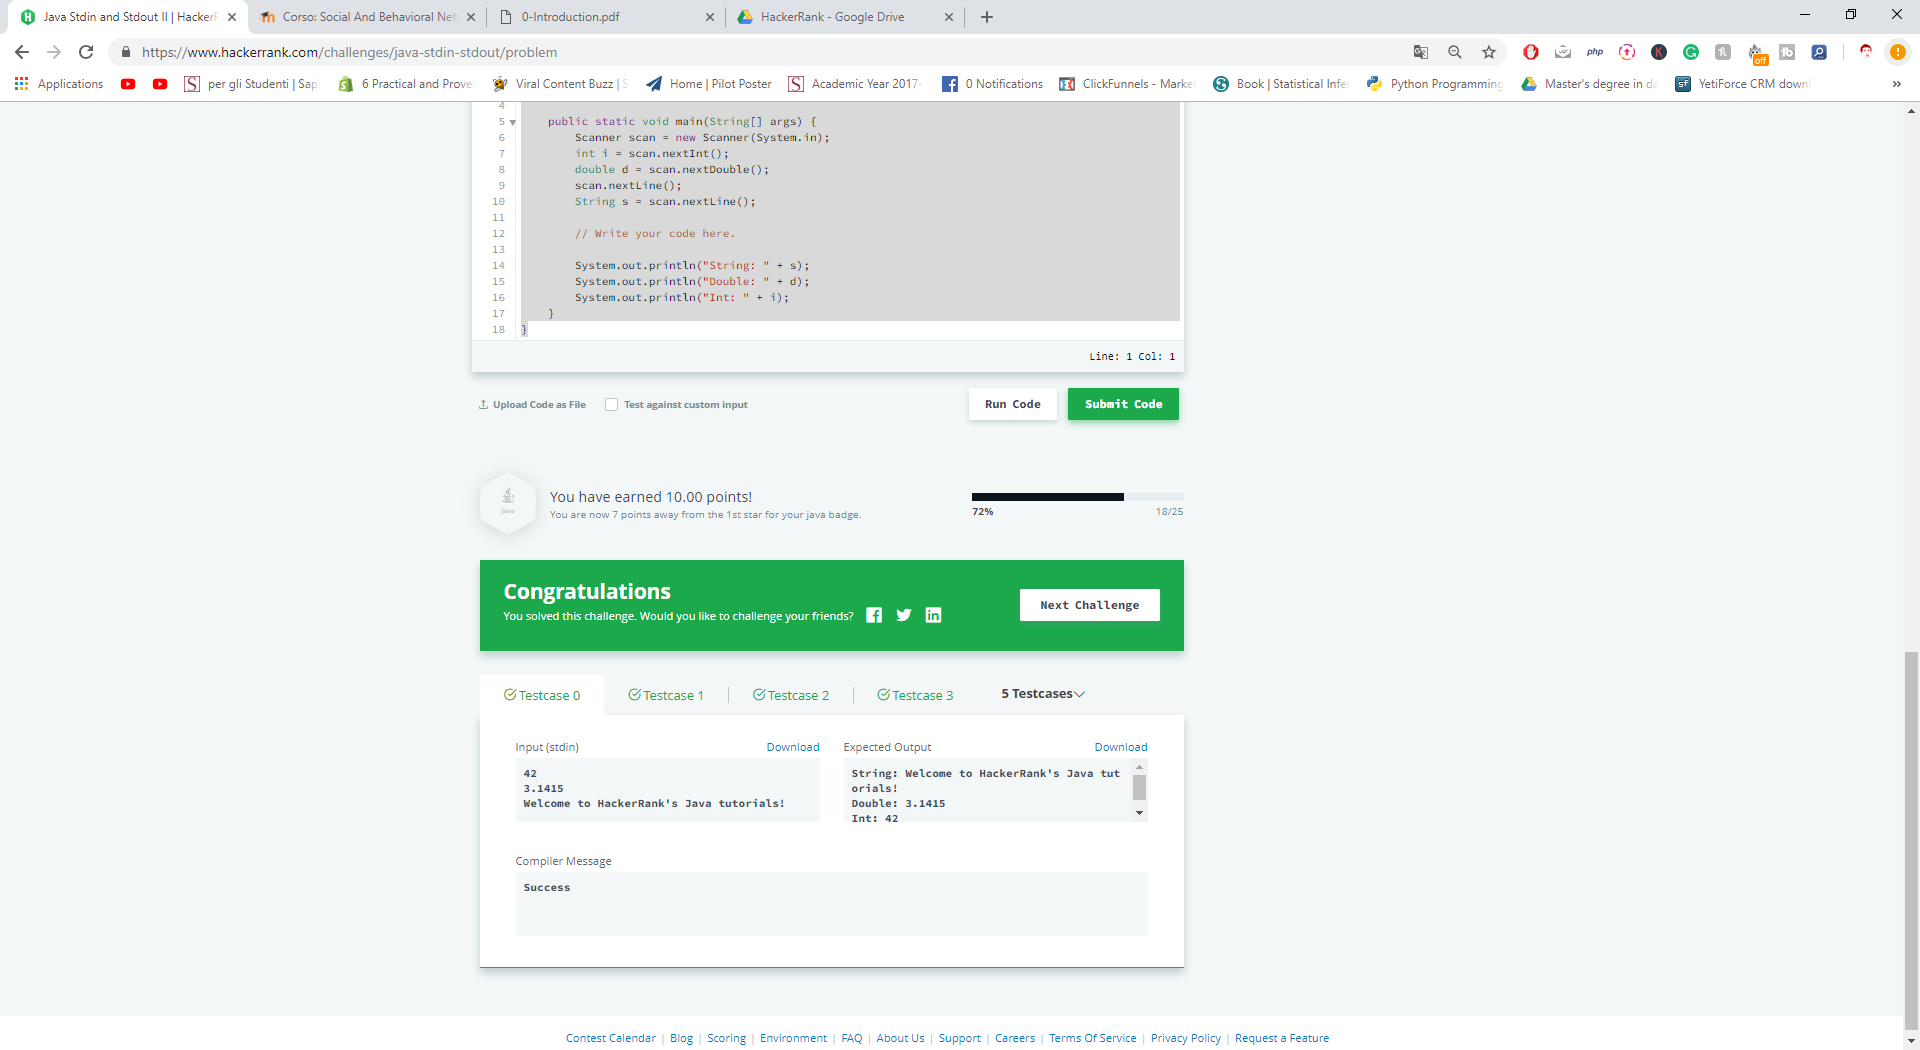 Java Stdin and Stdout II | HackerR
Corso: Social And Behavioral Net
0-Introduction.pdf
HackerRank - Google Drive
https://www.hackerrank.com/challenges/java-stdin-stdout/problem
php
off
Applications
per gli Studenti | Sapi
6 Practical and Prove
Viral Content Buzz | S
Home | Pilot Poster
Academic Year 2017-
0 Notifications
ClickFunnels - Market
Book | Statistical Infer
Python Programming
Master's degree in da
YetiForce CRM downl
4
5 public static void main(String[] args) {
6 Scanner scan = new Scanner(System.in);
7 int i = scan.nextInt();
8 double d = scan.nextDouble();
9 scan.nextLine();
10 String s = scan.nextLine();
11
12 // Write your code here.
13
14 System.out.println("String: " + s);
15 System.out.println("Double: " + d);
16 System.out.println("Int: " + i);
17 }
18 }
Line: 1 Col: 1
Upload Code as File
Test against custom input
Run Code
Submit Code
Java
You have earned 10.00 points!
You are now 7 points away from the 1st star for your java badge.
72%
18/25
Congratulations
You solved this challenge. Would you like to challenge your friends?
Next Challenge
Testcase 0
Testcase 1
Testcase 2
Testcase 3
5 Testcases
Input (stdin)
Download
42
3.1415
Welcome to HackerRank's Java tutorials!
Expected Output
Download
String: Welcome to HackerRank's Java tut
orials!
Double: 3.1415
Int: 42
Compiler Message
Success
Contest Calendar | Blog | Scoring | Environment | FAQ | About Us | Support | Careers | Terms Of Service | Privacy Policy | Request a Feature